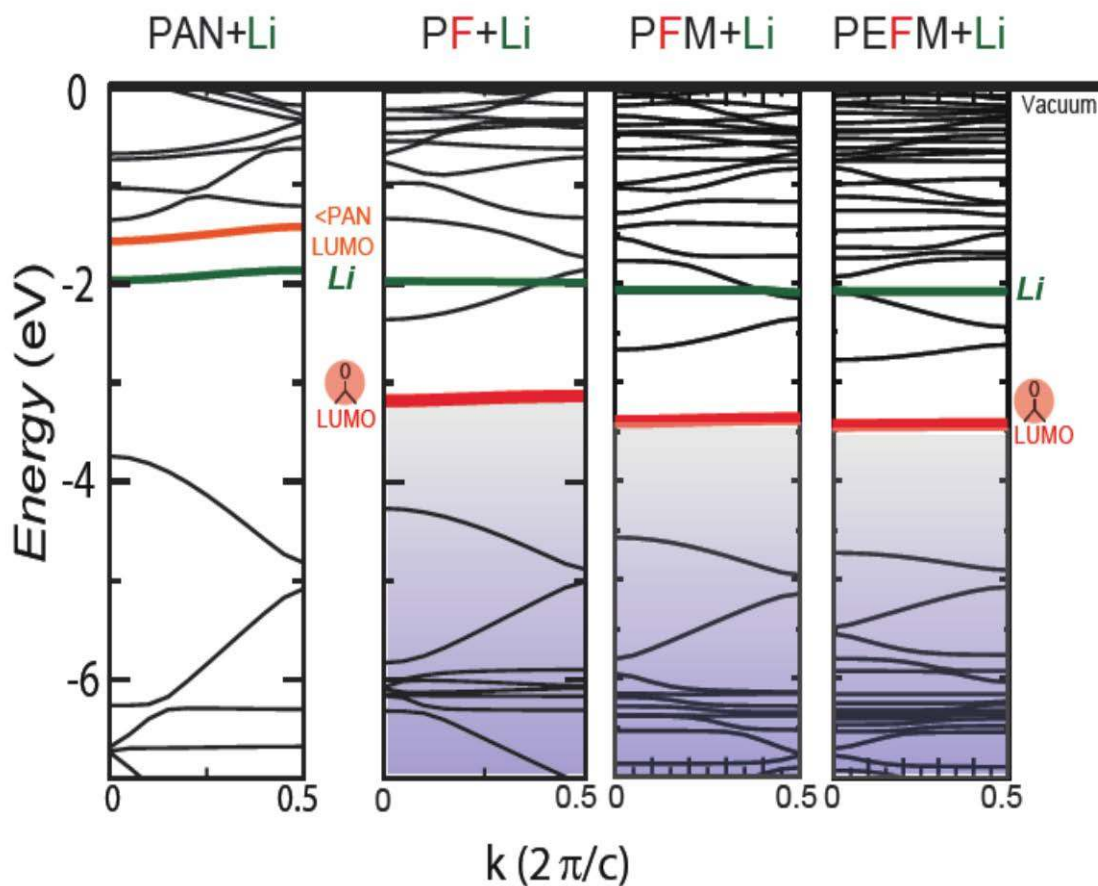 PAN+Li PF+Li PFM+Li PEFM+Li
0
Vacuum
<PAN
LUMO
Li
-2
Li
O
LUMO
O
LUMO
-4
-6
Energy (eV)
0 0.5 0 0.5 0 0.5 0 0.5
k (2 π/c)